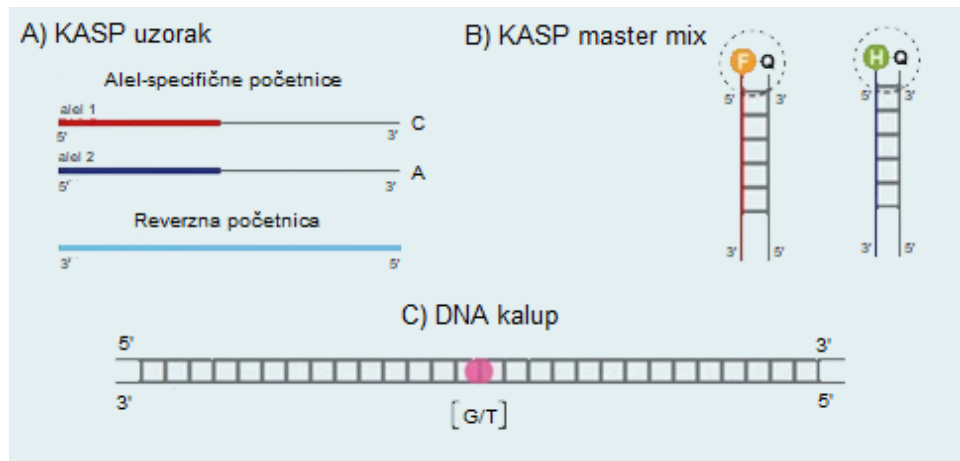 A) KASP uzorak
Alel-specifične početnice
alel 1
5' 3' C
alel 2
5' 3' A
Reverzna početnica
3' 5'
B) KASP master mix
F Q H Q
5' 3' 5' 3'
3' 5' 3' 5'
C) DNA kalup
5' 3'
3' 5'
[G/T]